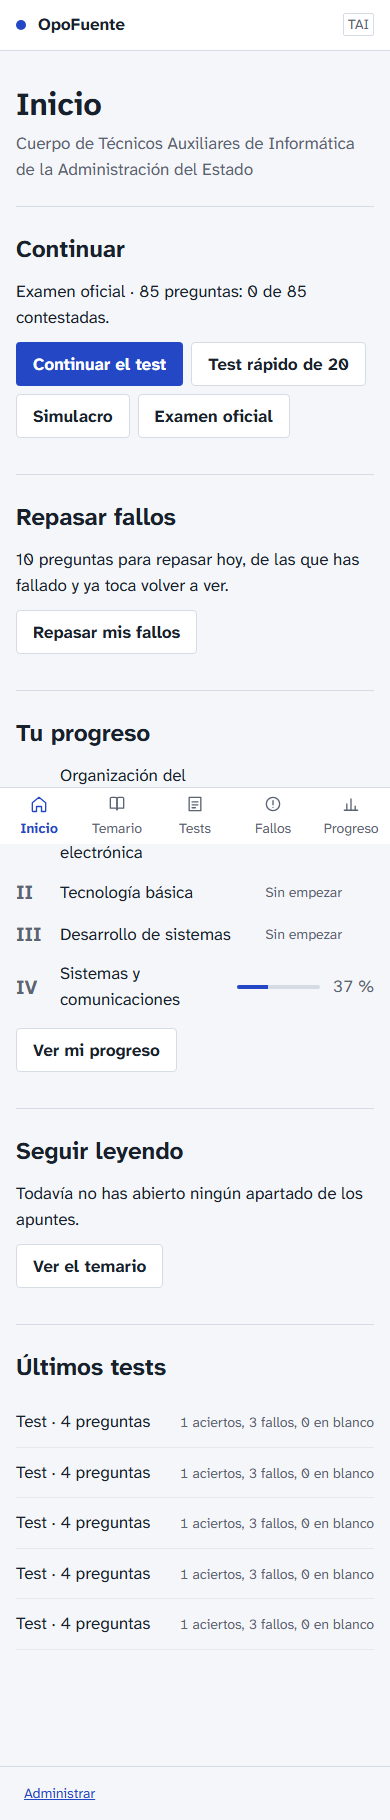 OpoFuente
TAI
Inicio
Cuerpo de Técnicos Auxiliares de Informática
de la Administración del Estado
Continuar
Examen oficial · 85 preguntas: 0 de 85
contestadas.
Continuar el test
Test rápido de 20
Simulacro
Examen oficial
Repasar fallos
10 preguntas para repasar hoy, de las que has
fallado y ya toca volver a ver.
Repasar mis fallos
Tu progreso
Organización del
Inicio
Temario
Tests
Fallos
Progreso
electrónica
II Tecnología básica Sin empezar
III Desarrollo de sistemas Sin empezar
IV Sistemas y
comunicaciones
37 %
Ver mi progreso
Seguir leyendo
Todavía no has abierto ningún apartado de los
apuntes.
Ver el temario
Últimos tests
Test · 4 preguntas 1 aciertos, 3 fallos, 0 en blanco
Test · 4 preguntas 1 aciertos, 3 fallos, 0 en blanco
Test · 4 preguntas 1 aciertos, 3 fallos, 0 en blanco
Test · 4 preguntas 1 aciertos, 3 fallos, 0 en blanco
Test · 4 preguntas 1 aciertos, 3 fallos, 0 en blanco
Administrar